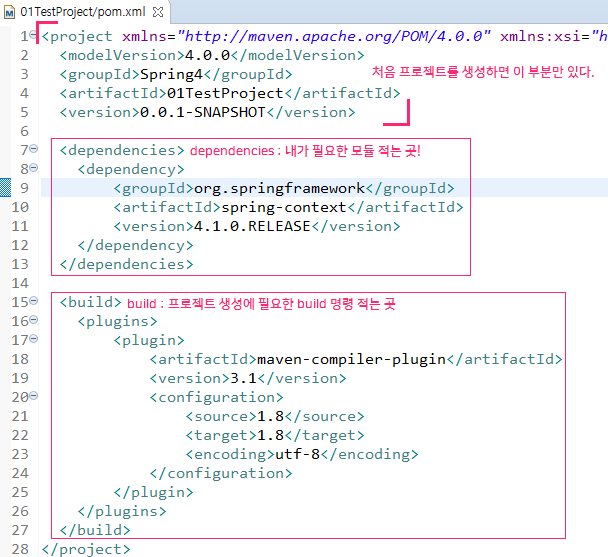 01TestProject/pom.xml
1 <project xmlns="http://maven.apache.org/POM/4.0.0" xmlns:xsi="h
2 <modelVersion>4.0.0</modelVersion>
3 <groupId>Spring4</groupId> 처음 프로젝트를 생성하면 이 부분만 있다.
4 <artifactId>01TestProject</artifactId>
5 <version>0.0.1-SNAPSHOT</version>
6
7 <dependencies> dependencies : 내가 필요한 모듈 적는 곳!
8 <dependency>
9 <groupId>org.springframework</groupId>
10 <artifactId>spring-context</artifactId>
11 <version>4.1.0.RELEASE</version>
12 </dependency>
13 </dependencies>
14
15 <build> build : 프로젝트 생성에 필요한 build 명령 적는 곳
16 <plugins>
17 <plugin>
18 <artifactId>maven-compiler-plugin</artifactId>
19 <version>3.1</version>
20 <configuration>
21 <source>1.8</source>
22 <target>1.8</target>
23 <encoding>utf-8</encoding>
24 </configuration>
25 </plugin>
26 </plugins>
27 </build>
28 </project>